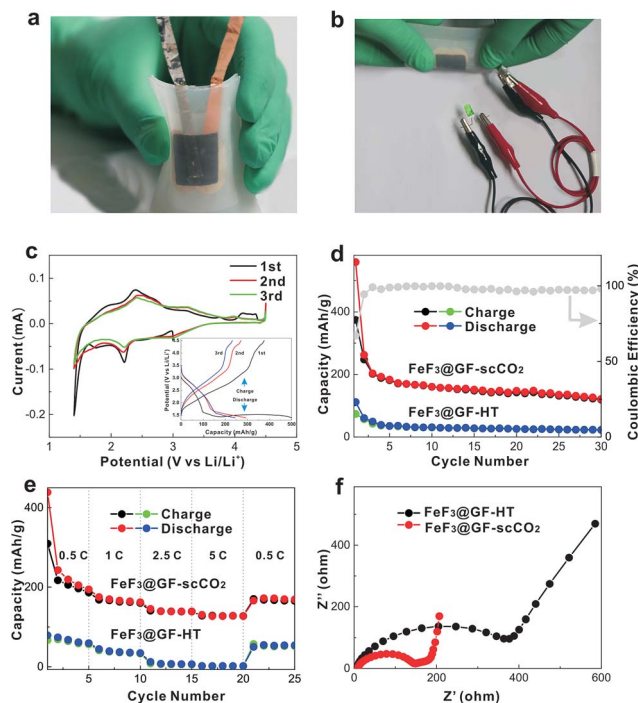 a
b
c
1st
2nd
3rd
Current (mA)
0.1
0.0
-0.1
-0.2
1
2
3
4
5
Potential (V vs Li/Li⁺)
Potential (V vs Li/Li⁺)
4.5
4.0
3.5
3.0
2.5
2.0
1.5
3rd
2nd
1st
Charge
Discharge
0
100
200
300
400
500
Capacity (mAh/g)
d
Capacity (mAh/g)
400
200
0
Charge
Discharge
FeF₃@GF-scCO₂
FeF₃@GF-HT
0
5
10
15
20
25
30
Cycle Number
100
50
0
Coulombic Efficiency (%)
e
Capacity (mAh/g)
400
200
0
Charge
Discharge
0.5 C
1 C
2.5 C
5 C
0.5 C
FeF₃@GF-scCO₂
FeF₃@GF-HT
5
10
15
20
25
Cycle Number
f
FeF₃@GF-HT
FeF₃@GF-scCO₂
Z'' (ohm)
400
200
0
0
200
400
600
Z' (ohm)